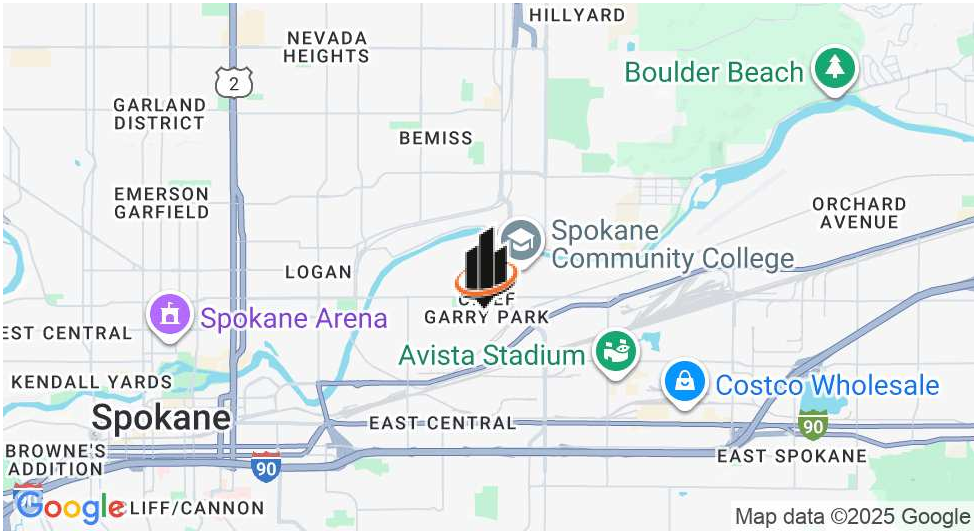 HILLYARD
NEVADA
HEIGHTS
Boulder Beach
2
GARLAND
DISTRICT
BEMISS
EMERSON
GARFIELD
ORCHARD
AVENUE
Spokane
Community College
LOGAN
GARRY PARK
Spokane Arena
EST CENTRAL
Avista Stadium
KENDALL YARDS
Costco Wholesale
Spokane
EAST CENTRAL
90
BROWNE'S
ADDITION
90
EAST SPOKANE
Google
CLIFF/CANNON
Map data ©2025 Google